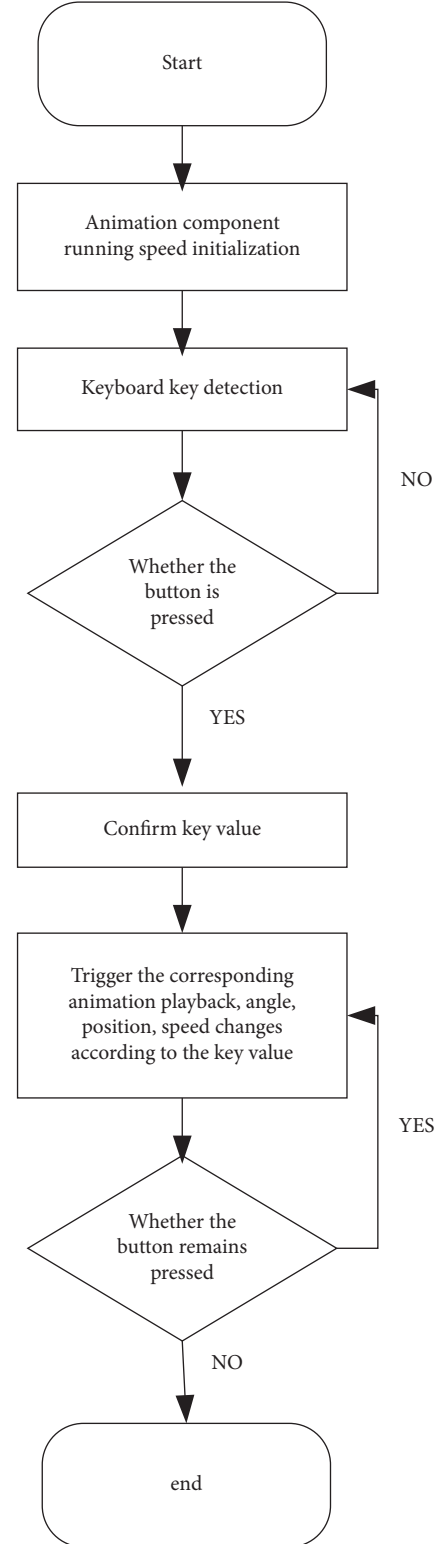 Start
Animation component
running speed initialization
Keyboard key detection
NO
Whether the
button is
pressed
YES
Confirm key value
Trigger the corresponding
animation playback, angle,
position, speed changes
according to the key value
YES
Whether the
button remains
pressed
NO
end